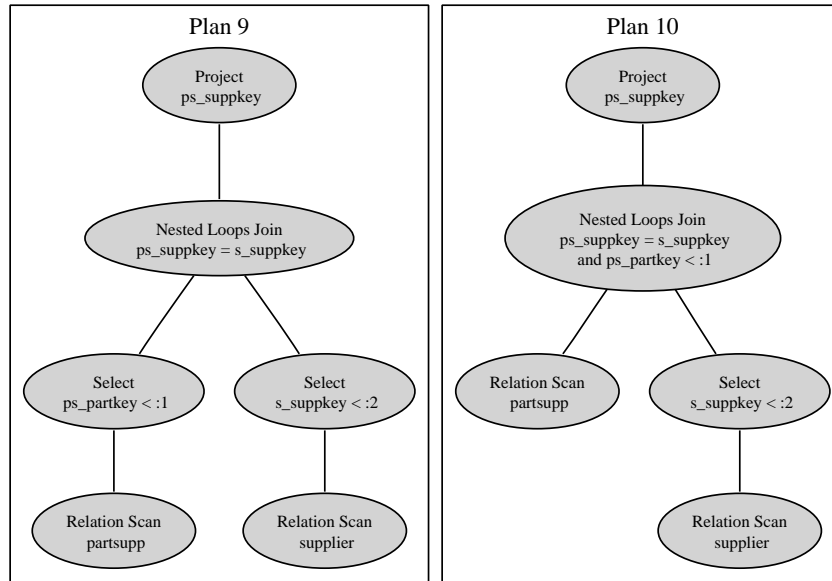 Plan 9
Project
ps_suppkey
Nested Loops Join
ps_suppkey = s_suppkey
Select
ps_partkey < :1
Select
s_suppkey < :2
Relation Scan
partsupp
Relation Scan
supplier
Plan 10
Project
ps_suppkey
Nested Loops Join
ps_suppkey = s_suppkey
and ps_partkey < :1
Relation Scan
partsupp
Select
s_suppkey < :2
Relation Scan
supplier